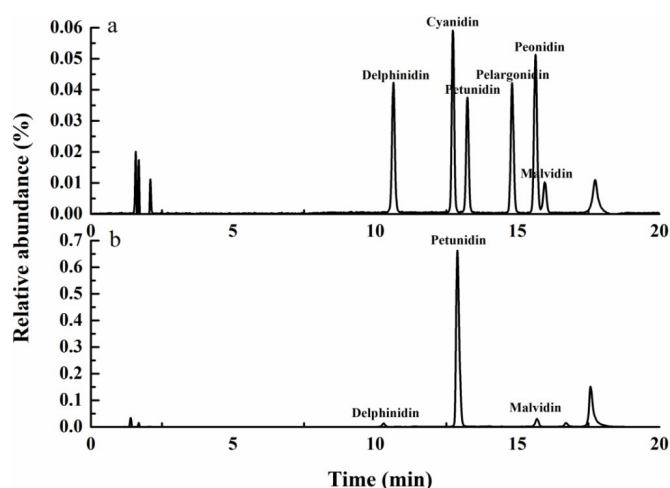 a
0.06
0.05
0.04
0.03
0.02
0.01
0.00
Cyanidin
Peonidin
Delphinidin
Pelargonidin
Petunidin
Malvidin
0
5
10
15
20
b
0.7
0.6
0.5
0.4
0.3
0.2
0.1
0.0
Petunidin
Delphinidin
Malvidin
0
5
10
15
20
Relative abundance (%)
Time (min)